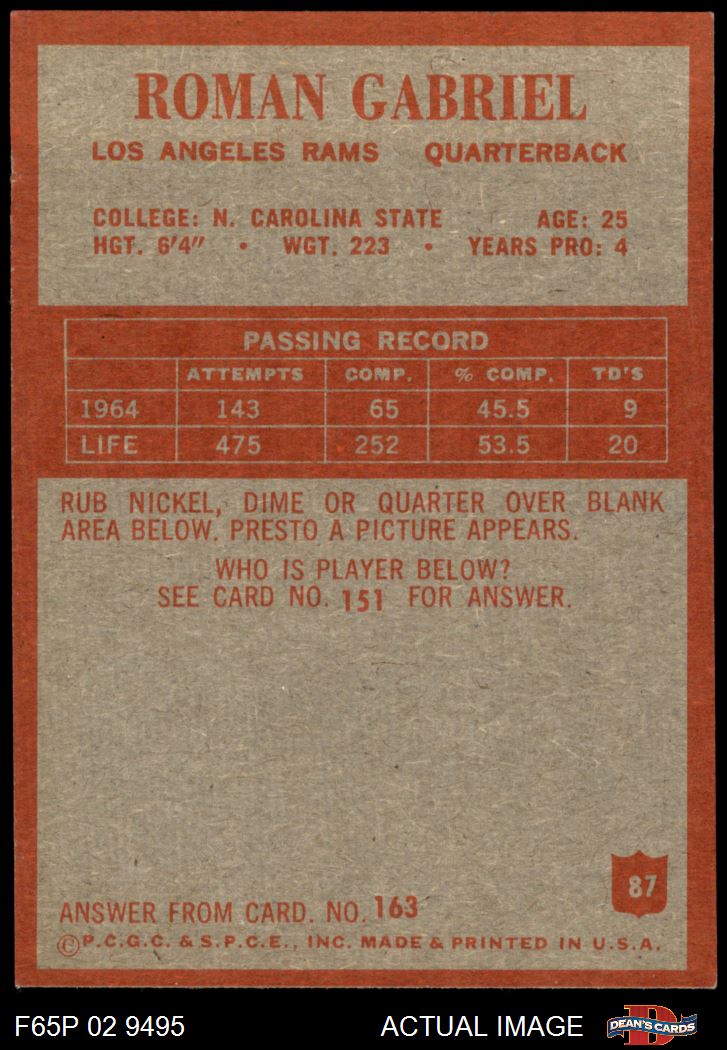 ROMAN GABRIEL
LOS ANGELES RAMS QUARTERBACK
COLLEGE: N. CAROLINA STATE AGE: 25
HGT. 6'4" • WGT. 223 • YEARS PRO: 4
PASSING RECORD
ATTEMPTS COMP. % COMP. TD'S
1964 143 65 45.5 9
LIFE 475 252 53.5 20
RUB NICKEL, DIME OR QUARTER OVER BLANK
AREA BELOW. PRESTO A PICTURE APPEARS.
WHO IS PLAYER BELOW?
SEE CARD NO. 151 FOR ANSWER.
87
ANSWER FROM CARD. NO. 163
©P.C.G.C. & S.P.C.E., INC. MADE & PRINTED IN U.S.A.
F65P 02 9495 ACTUAL IMAGE DEAN'S CARDS